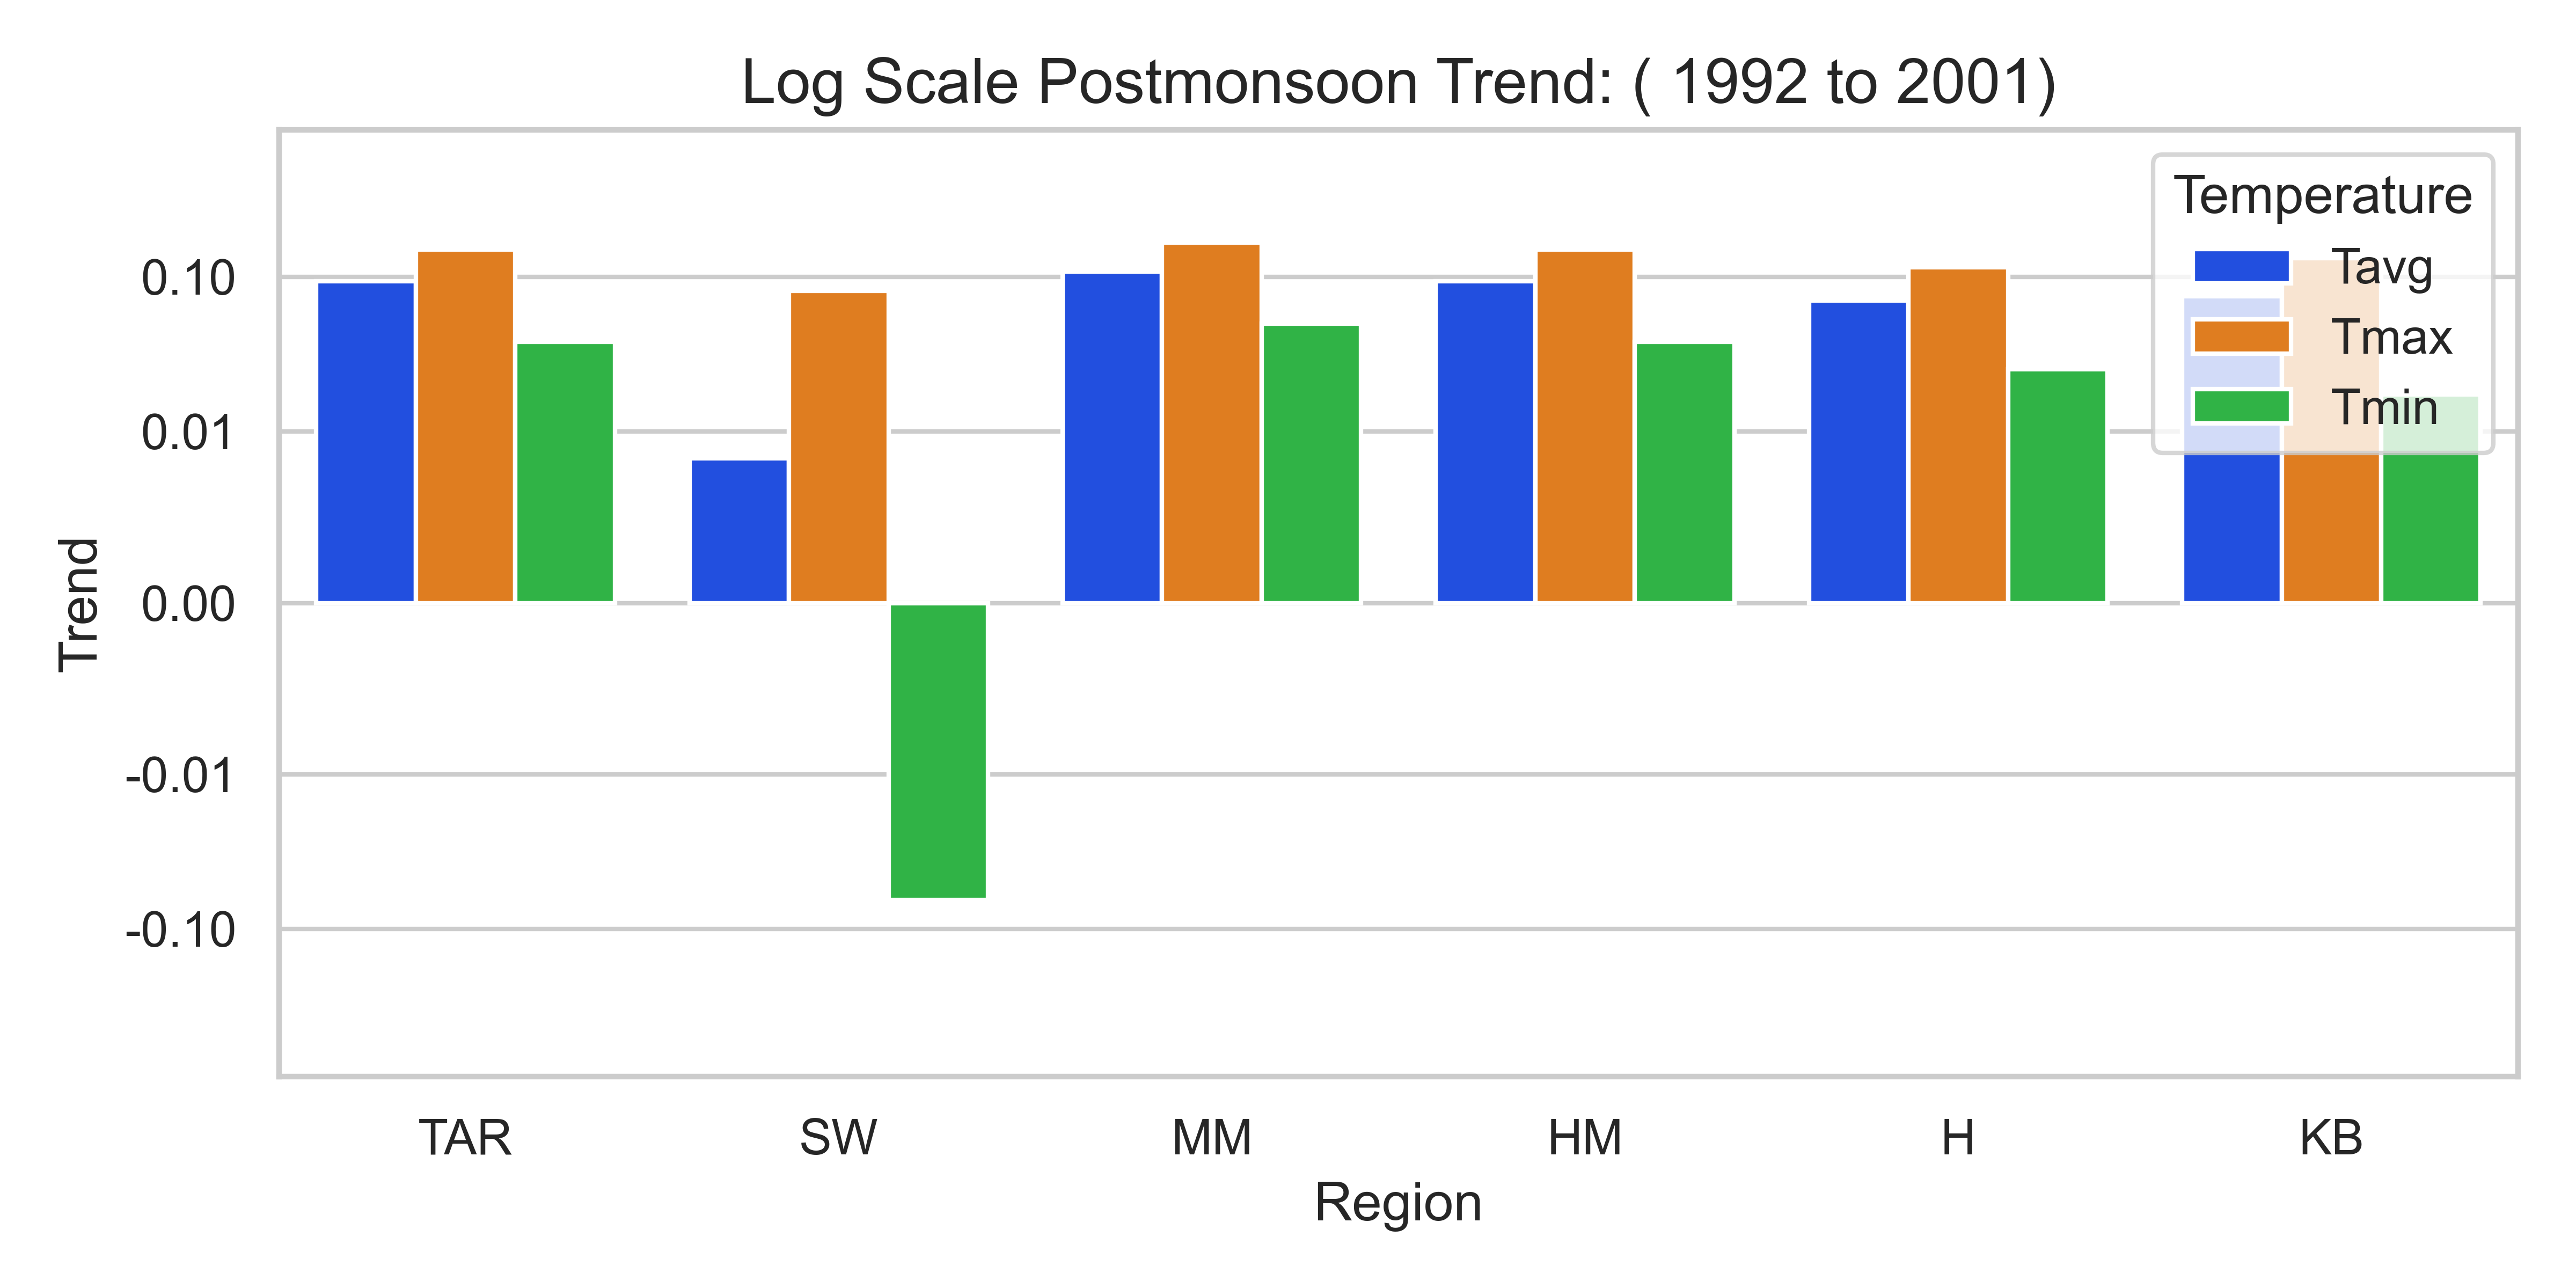 Log Scale Postmonsoon Trend: ( 1992 to 2001)
Temperature
Tavg
Tmax
Tmin
0.10
0.01
0.00
-0.01
-0.10
Trend
TAR SW MM HM H KB
Region